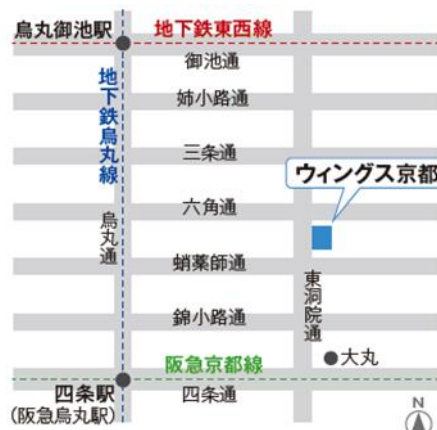 烏丸御池駅
地下鉄東西線
御池通
地下鉄烏丸線
姉小路通
三条通
ウィングス京都
六角通
烏丸通
蛸薬師通
東洞院通
錦小路通
阪急京都線
大丸
四条駅
(阪急烏丸駅)
四条通
N